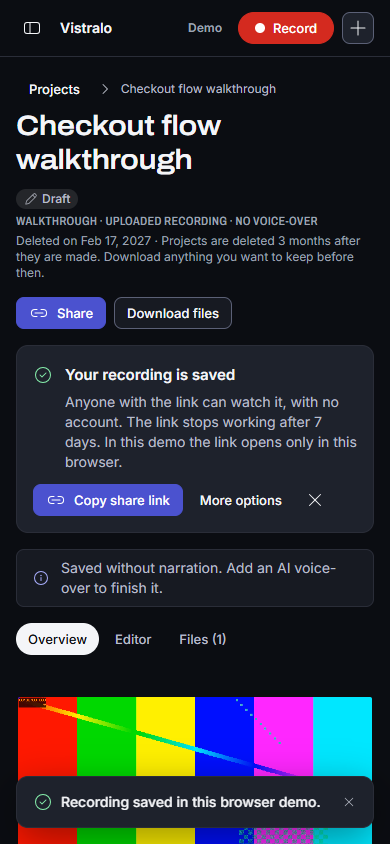 Vistralo
Demo
Record
Projects
Checkout flow walkthrough
Checkout flow
walkthrough
Draft
WALKTHROUGH · UPLOADED RECORDING · NO VOICE-OVER
Deleted on Feb 17, 2027 · Projects are deleted 3 months after
they are made. Download anything you want to keep before
then.
Share
Download files
Your recording is saved
Anyone with the link can watch it, with no
account. The link stops working after 7
days. In this demo the link opens only in this
browser.
Copy share link
More options
Saved without narration. Add an AI voice-
over to finish it.
Overview
Editor
Files (1)
Recording saved in this browser demo.